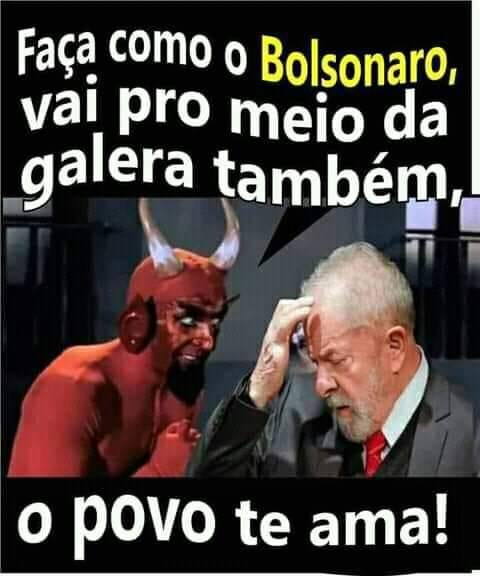 Faça como o Bolsonaro,
vai pro meio da
galera também,
o povo te ama!